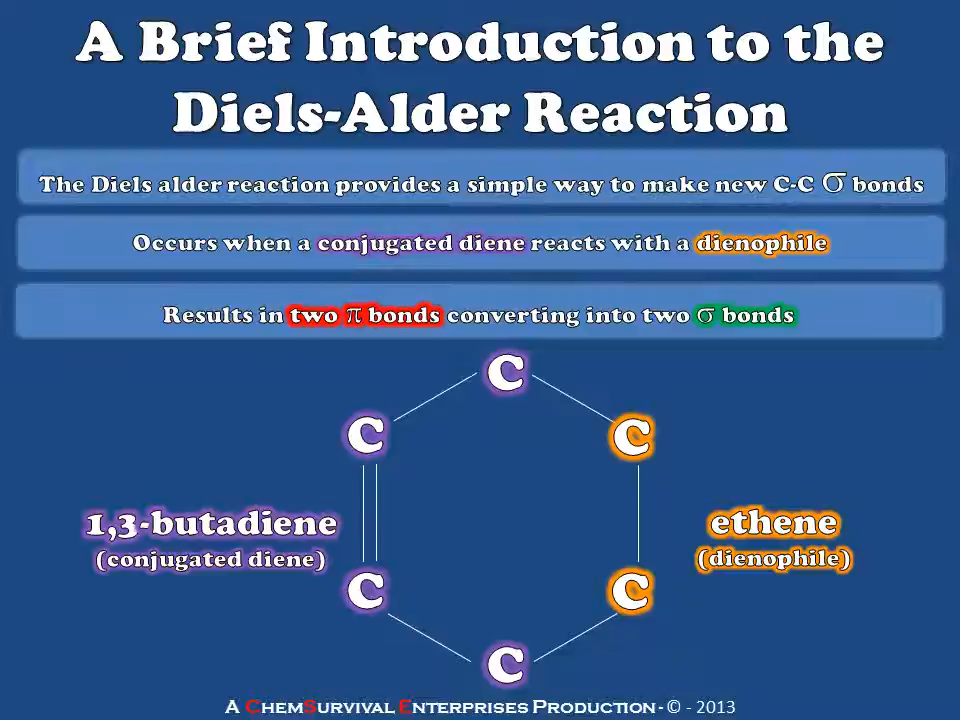 A Brief Introduction to the
Diels-Alder Reaction
The Diels alder reaction provides a simple way to make new C-C σ bonds
Occurs when a conjugated diene reacts with a dienophile
Results in two π bonds converting into two σ bonds
C
C
C
1,3-butadiene
(conjugated diene)
ethene
(dienophile)
C
C
C
A ChemSurvival Enterprises Production - © - 2013